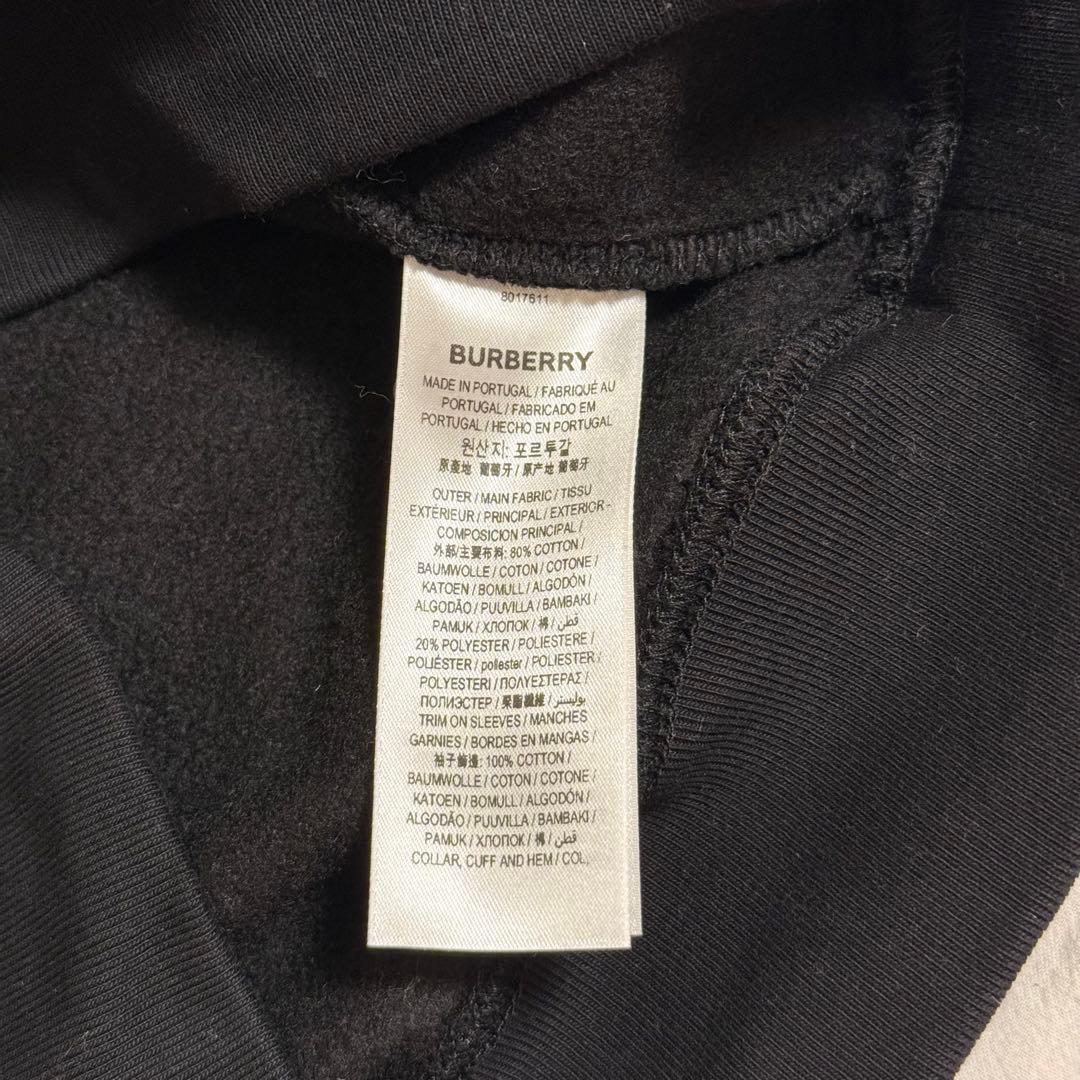 8017611
BURBERRY
MADE IN PORTUGAL / FABRIQUÉ AU
PORTUGAL / FABRICADO EM
PORTUGAL / HECHO EN PORTUGAL
원산지: 포르투갈
原產地 葡萄牙 / 原产地 葡萄牙
OUTER / MAIN FABRIC / TISSU
EXTÉRIEUR / PRINCIPAL / EXTERIOR -
COMPOSICION PRINCIPAL /
外部/主要布料: 80% COTTON /
BAUMWOLLE / COTON / COTONE /
KATOEN / BOMULL / ALGODÓN /
ALGODÃO / PUUVILLA / BAMBAKI /
PAMUK / ХЛОПОК / 棉 / قطن /
20% POLYESTER / POLIESTERE /
POLIÉSTER / poliester / POLIESTER /
POLYESTERI / ΠΟΛΥΕΣΤΕΡΑΣ /
ПОЛИЭСТЕР / 聚酯纖維 / بوليستر /
TRIM ON SLEEVES / MANCHES
GARNIES / BORDES EN MANGAS /
袖子飾邊: 100% COTTON /
BAUMWOLLE / COTON / COTONE /
KATOEN / BOMULL / ALGODÓN /
ALGODÃO / PUUVILLA / BAMBAKI /
PAMUK / ХЛОПОК / 棉 / قطن /
COLLAR, CUFF AND HEM / COL,